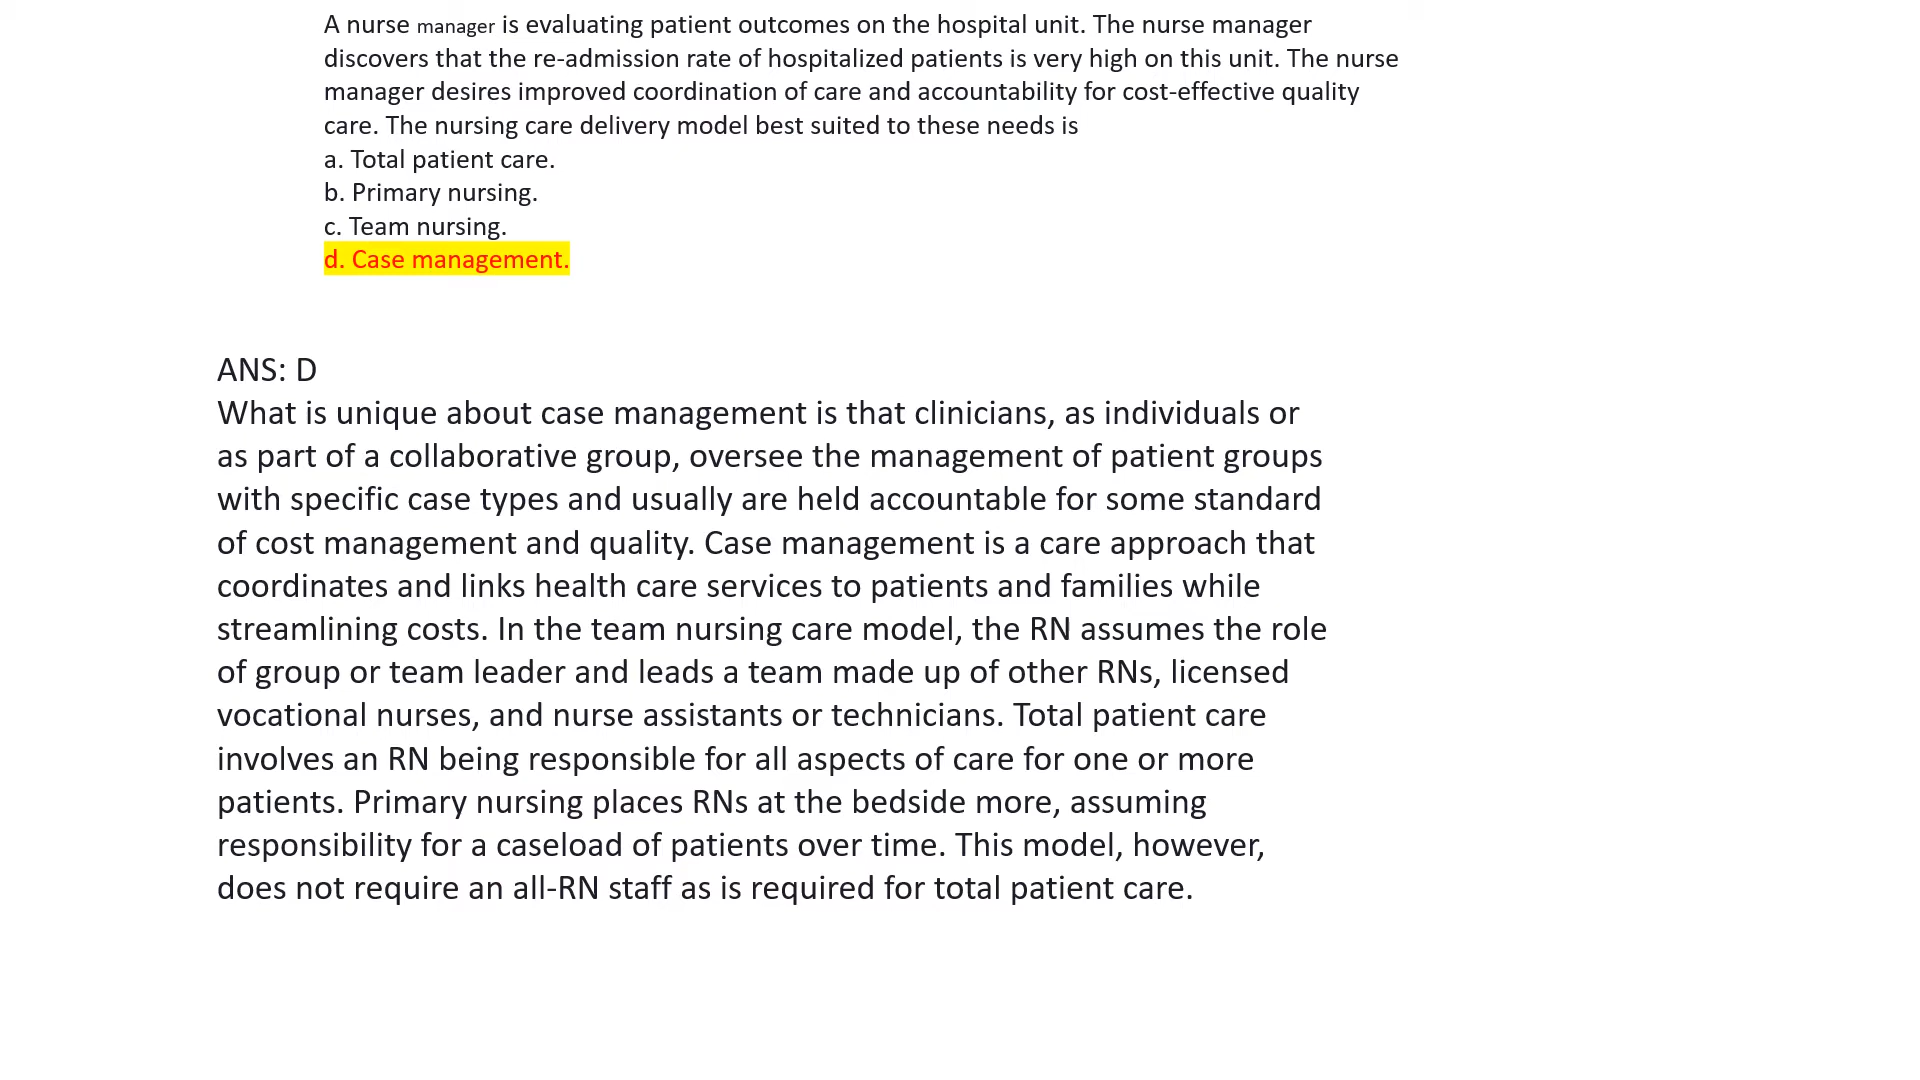 A nurse manager is evaluating patient outcomes on the hospital unit. The nurse manager
discovers that the re-admission rate of hospitalized patients is very high on this unit. The nurse
manager desires improved coordination of care and accountability for cost-effective quality
care. The nursing care delivery model best suited to these needs is
a. Total patient care.
b. Primary nursing.
c. Team nursing.
d. Case management.
ANS: D
What is unique about case management is that clinicians, as individuals or
as part of a collaborative group, oversee the management of patient groups
with specific case types and usually are held accountable for some standard
of cost management and quality. Case management is a care approach that
coordinates and links health care services to patients and families while
streamlining costs. In the team nursing care model, the RN assumes the role
of group or team leader and leads a team made up of other RNs, licensed
vocational nurses, and nurse assistants or technicians. Total patient care
involves an RN being responsible for all aspects of care for one or more
patients. Primary nursing places RNs at the bedside more, assuming
responsibility for a caseload of patients over time. This model, however,
does not require an all-RN staff as is required for total patient care.